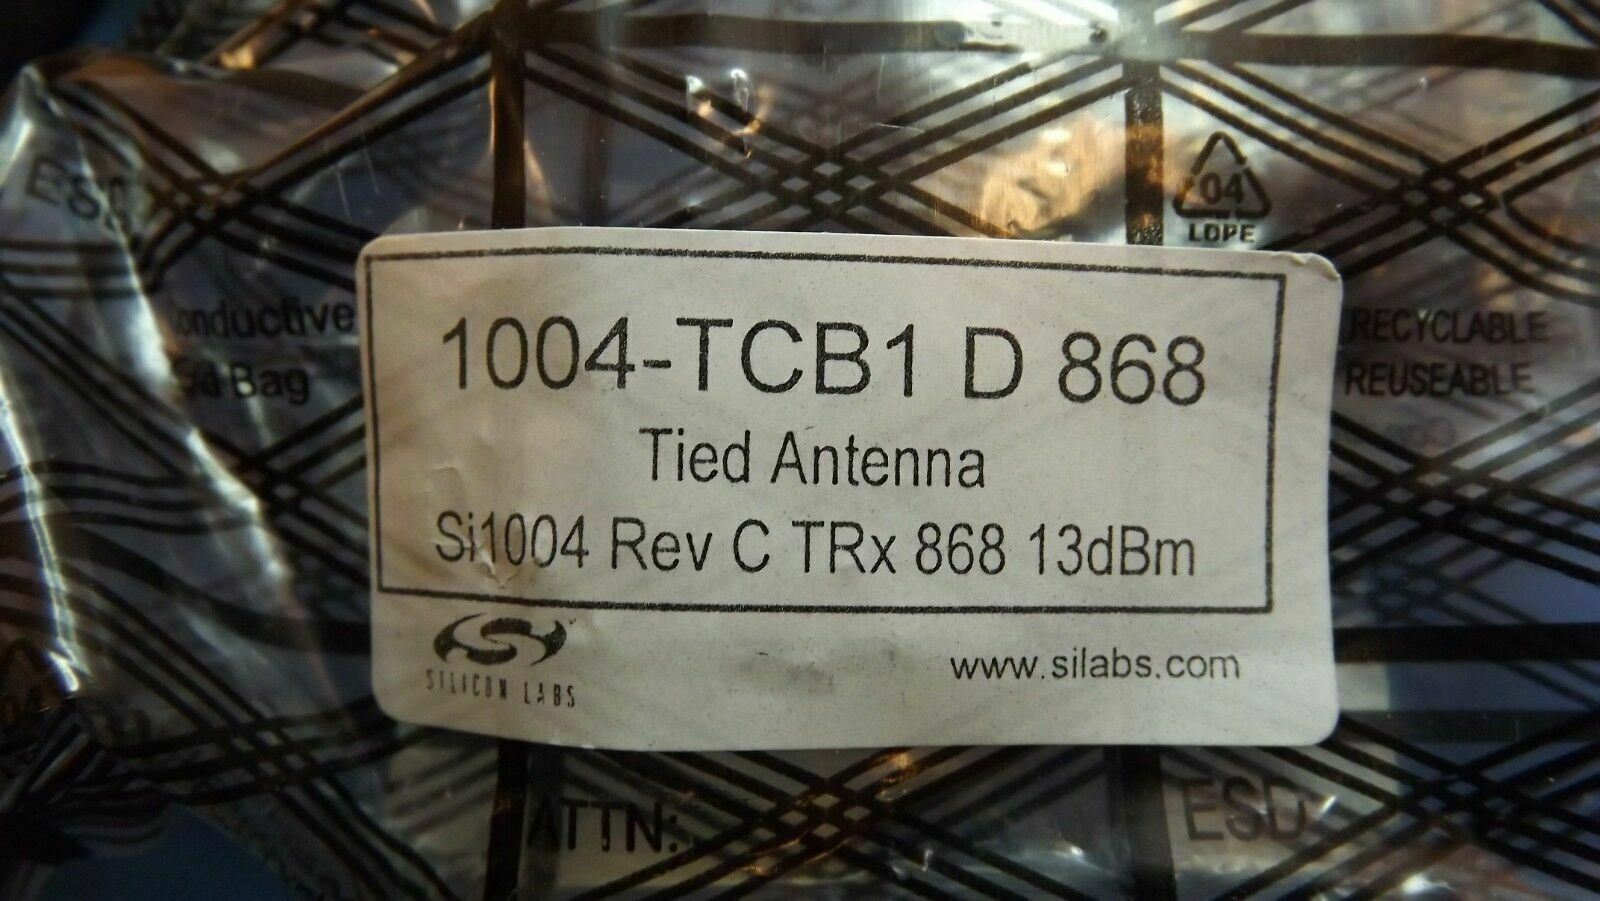 04
LDPE
ESD
onductive
Bag
RECYCLABLE
REUSEABLE
1004-TCB1 D 868
Tied Antenna
Si1004 Rev C TRx 868 13dBm
SILICON LABS
www.silabs.com
04
ATTN:
ESD